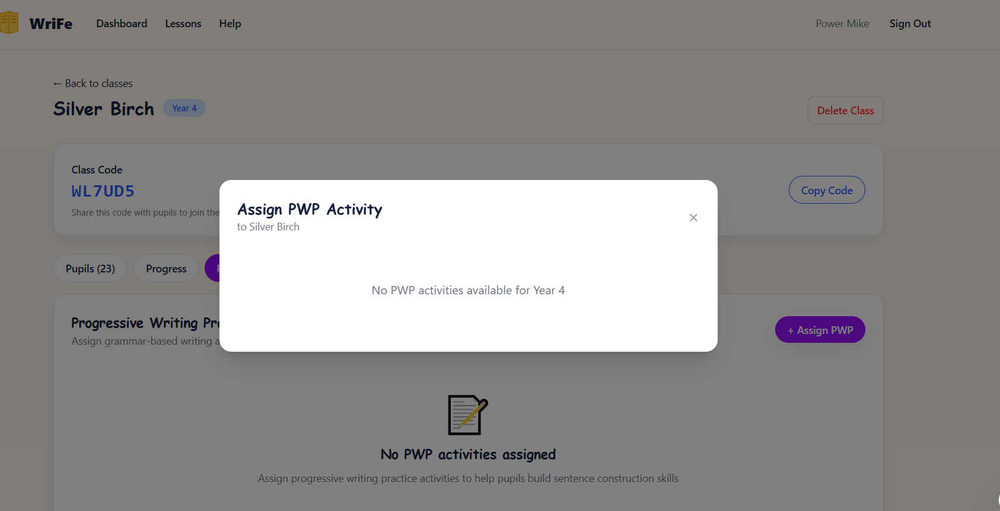 WriFe
Dashboard
Lessons
Help
Power Mike
Sign Out
← Back to classes
Silver Birch
Year 4
Delete Class
Class Code
WL7UD5
Share this code with pupils to join the
Copy Code
Assign PWP Activity
to Silver Birch
×
No PWP activities available for Year 4
Pupils (23)
Progress
Progressive Writing
Assign grammar-based writing
+ Assign PWP
No PWP activities assigned
Assign progressive writing practice activities to help pupils build sentence construction skills